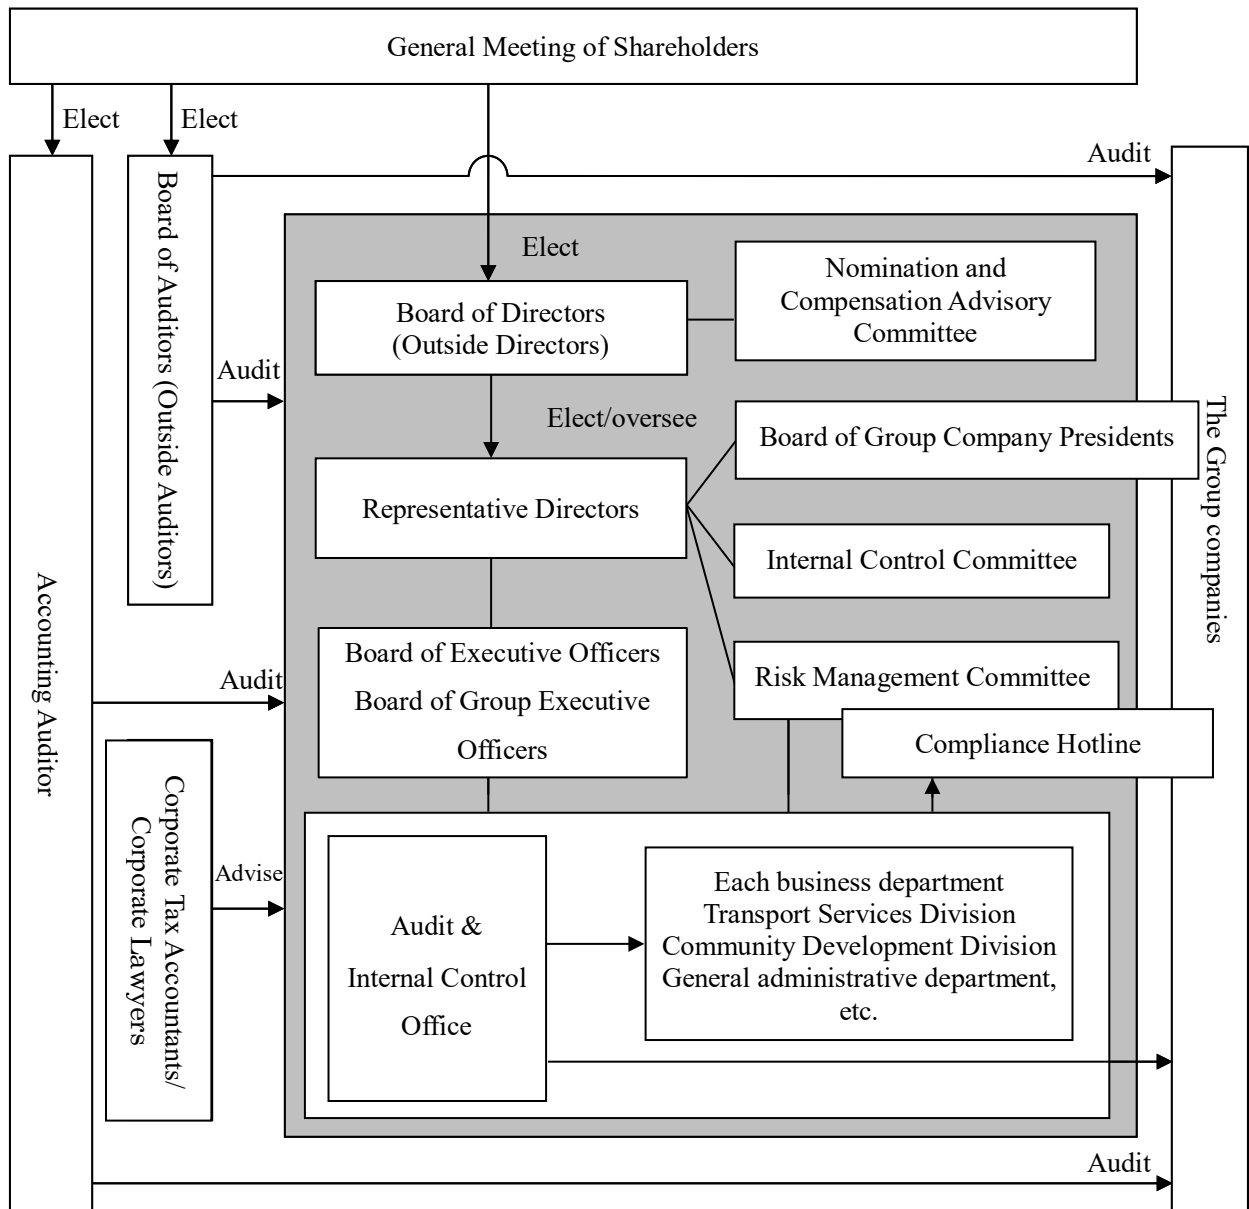 General Meeting of Shareholders
Elect
Elect
Audit
Board of Auditors (Outside Auditors)
Elect
Nomination and
Compensation Advisory
Committee
Board of Directors
(Outside Directors)
Audit
Elect/oversee
Board of Group Company Presidents
The Group companies
Representative Directors
Internal Control Committee
Accounting Auditor
Board of Executive Officers
Board of Group Executive
Officers
Audit
Risk Management Committee
Compliance Hotline
Corporate Tax Accountants/
Corporate Lawyers
Advise
Audit &
Internal Control
Office
Each business department
Transport Services Division
Community Development Division
General administrative department,
etc.
Audit